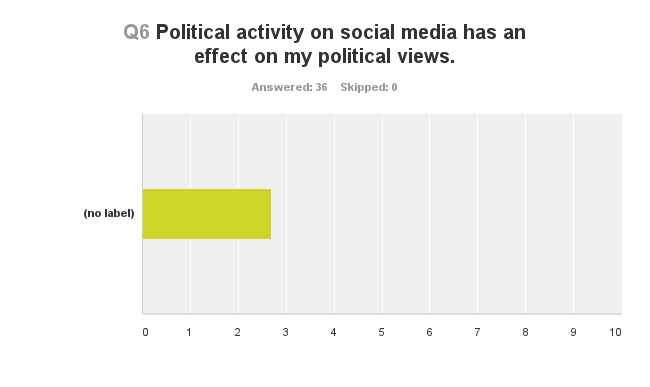 Q6 Political activity on social media has an
effect on my political views.
Answered: 36 Skipped: 0
(no label)
0 1 2 3 4 5 6 7 8 9 10